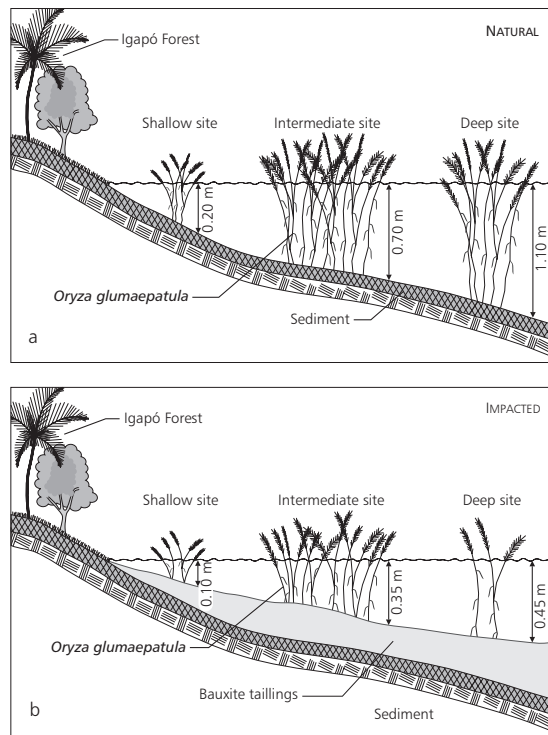 NATURAL
Igapó Forest
Shallow site
Intermediate site
Deep site
0.20 m
0.70 m
1.10 m
Oryza glumaepatula
Sediment
a
IMPACTED
Igapó Forest
Shallow site
Intermediate site
Deep site
0.10 m
0.35 m
0.45 m
Oryza glumaepatula
Bauxite taillings
Sediment
b